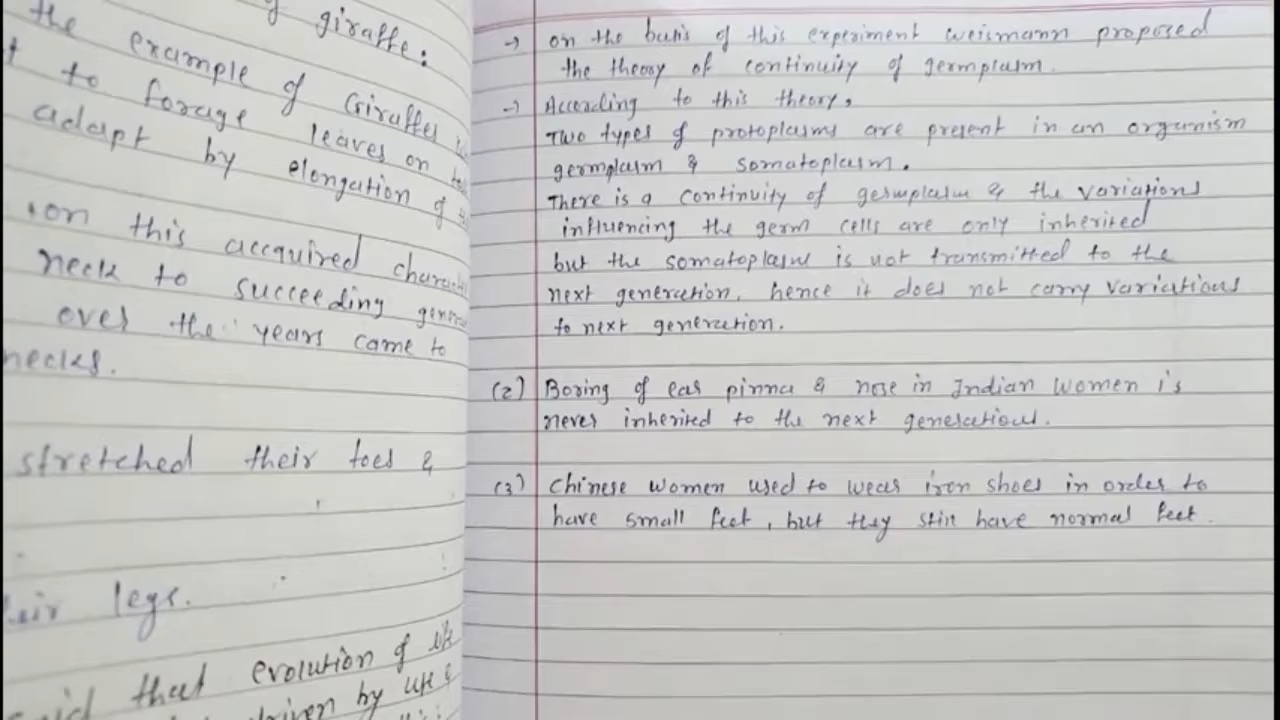 of giraffe:
the example of Giraffes
to forage leaves on
adapt by elongation of
on this accquired
neck to succeeding
over the years came to
necks.
stretched their toes &
legs.
that evolution of
driven by use &
→ on the basis of this experiment weismann proposed
the theory of continuity of germplasm.
→ According to this theory,
Two types of protoplasms are present in an organism
germplasm & somatoplasm.
There is a continuity of germplasm & the variations
influencing the germ cells are only inherited
but the somatoplasm is not transmitted to the
next generation, hence it does not carry variations
to next generation.
(2) Boring of ear pinna & nose in Indian women is
never inherited to the next generations.
(3) Chinese women used to wear iron shoes in order to
have small feet, but they still have normal feet.